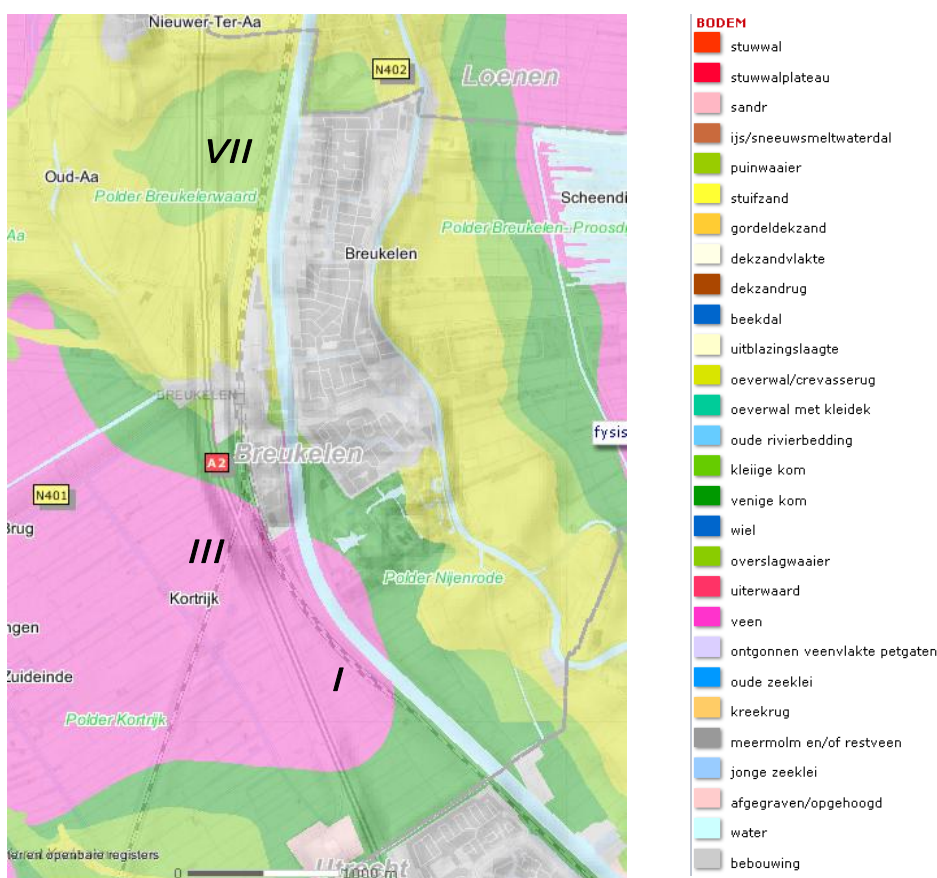 Nieuwer-Ter-Aa
N402
Loenen
VII
Oud-Aa
Polder Breukelerwaard
Scheendi
Aa
Polder Breukelen-Proosd
Breukelen
BREUKELEN
fysis
A2
Breukelen
N401
Brug
III
Polder Nijenrode
Kortrijk
ngen
Zuideinde
I
Polder Kortrijk
ter en openbare registers
Utrecht
0 1000 m
BODEM
stuwwal
stuwwalplateau
sandr
ijs/sneeuwsmeltwaterdal
puinwaaier
stuifzand
gordeldekzand
dekzandvlakte
dekzandrug
beekdal
uitblazingslaagte
oeverwal/crevasserug
oeverwal met kleidek
oude rivierbedding
kleiige kom
venige kom
wiel
overslagwaaier
uiterwaard
veen
ontgonnen veenvlakte petgaten
oude zeeklei
kreekrug
meermolm en/of restveen
jonge zeeklei
afgegraven/opgehoogd
water
bebouwing